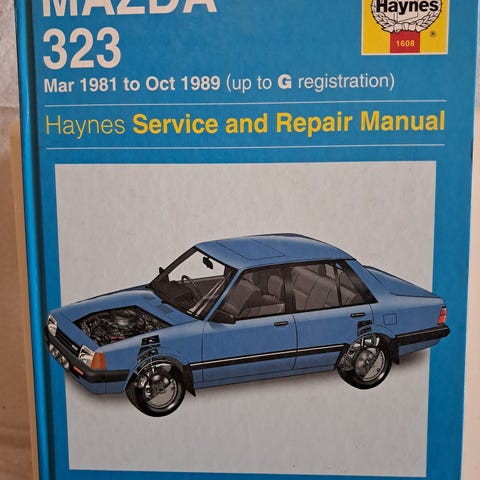 MAZDA
323
Mar 1981 to Oct 1989 (up to G registration)
Haynes Service and Repair Manual
Haynes
1608
®